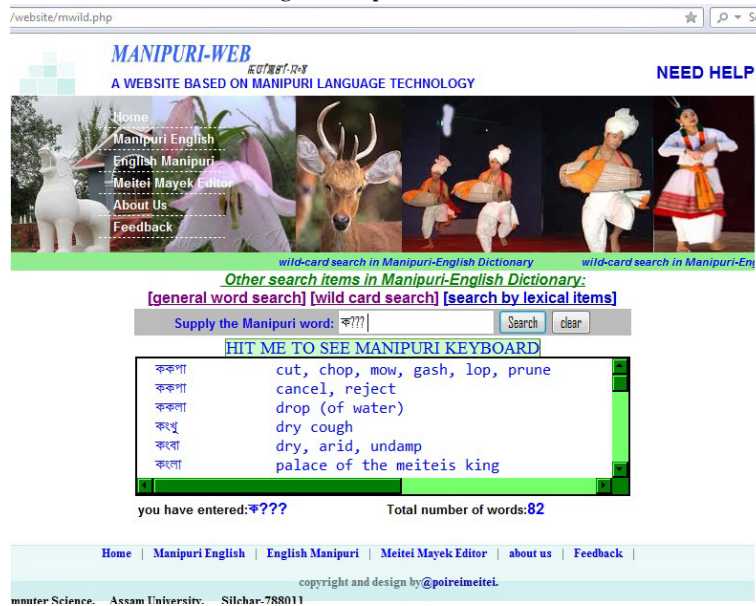 /website/mwild.php
MANIPURI-WEB
A WEBSITE BASED ON MANIPURI LANGUAGE TECHNOLOGY
NEED HELP
Home
Manipuri English
English Manipuri
Meitei Mayek Editor
About Us
Feedback
wild-card search in Manipuri-English Dictionary wild-card search in Manipuri-Eng
Other search items in Manipuri-English Dictionary:
[general word search] [wild card search] [search by lexical items]
Supply the Manipuri word: ক??? Search clear
HIT ME TO SEE MANIPURI KEYBOARD
ককপা cut, chop, mow, gash, lop, prune
ককপা cancel, reject
ককলা drop (of water)
কংখু dry cough
কংবা dry, arid, undamp
কংলা palace of the meiteis king
you have entered:ক??? Total number of words:82
Home | Manipuri English | English Manipuri | Meitei Mayek Editor | about us | Feedback |
copyright and design by@poireimeitei.
mputer Science, Assam University, Silchar-788011